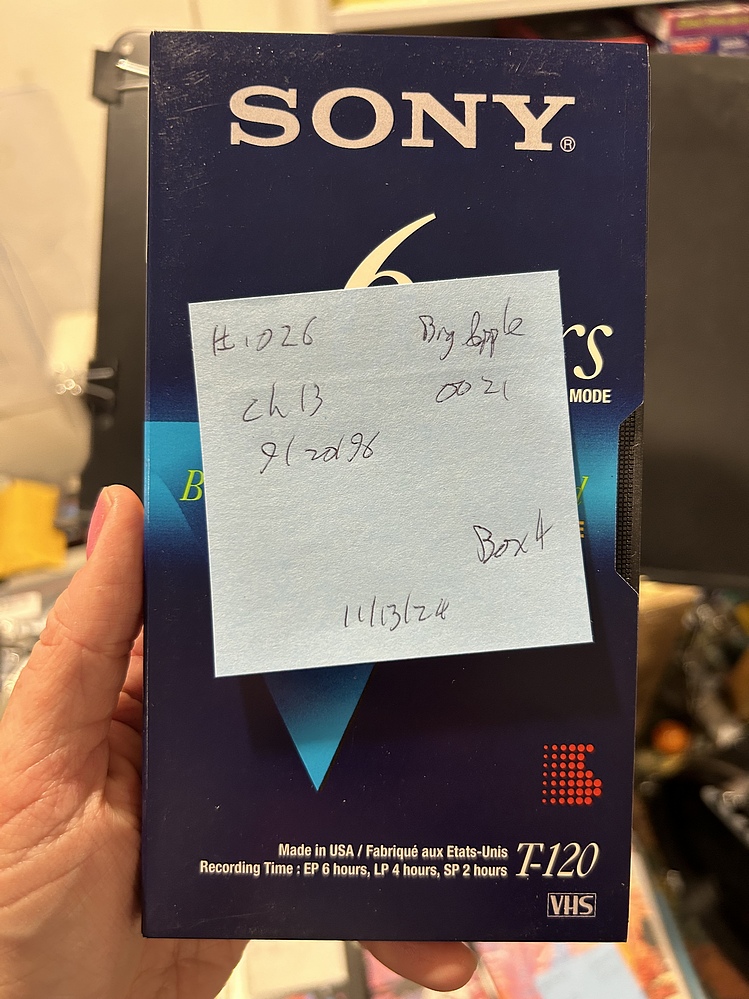 SONY®
6
rs
MODE
Big Apple
0021
ch 13
9/20/96
B
d
E
Box 4
11/13/24
Made in USA / Fabriqué aux Etats-Unis
Recording Time : EP 6 hours, LP 4 hours, SP 2 hours
T-120
VHS